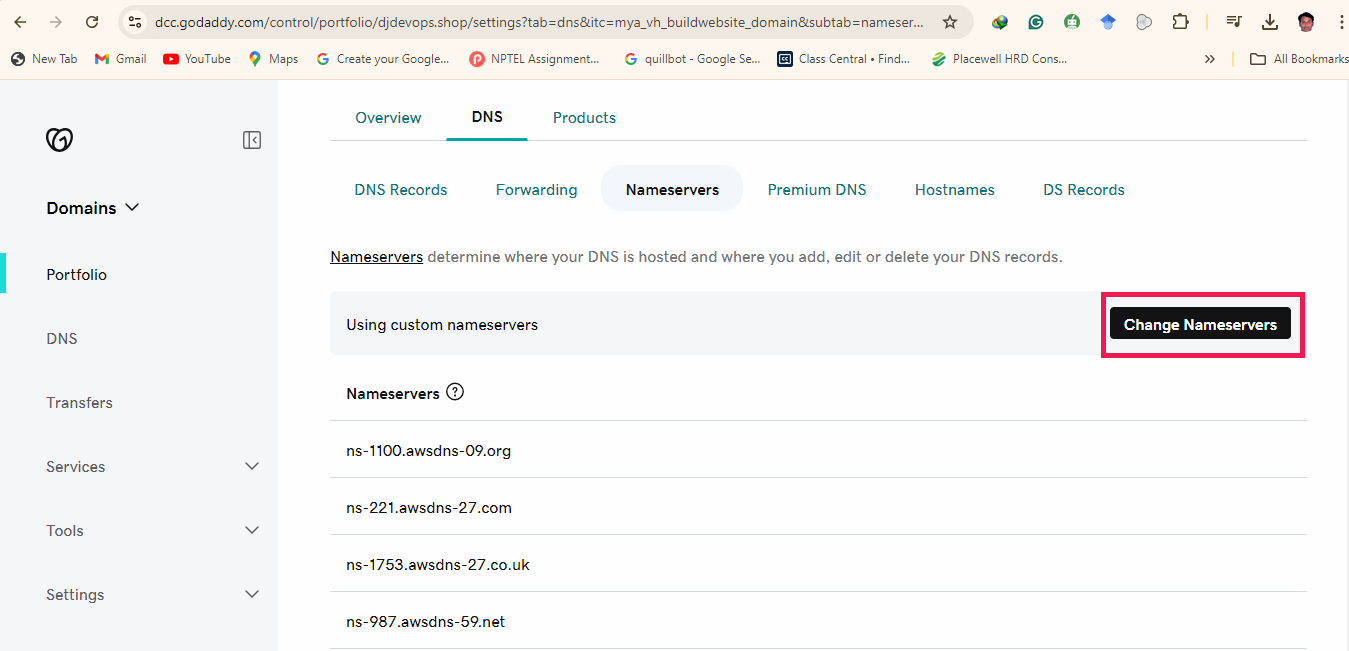 dcc.godaddy.com/control/portfolio/djdevops.shop/settings?tab=dns&itc=mya_vh_buildwebsite_domain&subtab=nameser...
New Tab Gmail YouTube Maps Create your Google... NPTEL Assignment... quillbot - Google Se... Class Central • Find... Placewell HRD Cons... All Bookmarks
Overview DNS Products
Domains
DNS Records Forwarding Nameservers Premium DNS Hostnames DS Records
Portfolio
Nameservers determine where your DNS is hosted and where you add, edit or delete your DNS records.
DNS
Using custom nameservers Change Nameservers
Transfers
Nameservers ?
Services
ns-1100.awsdns-09.org
Tools
ns-221.awsdns-27.com
Settings
ns-1753.awsdns-27.co.uk
ns-987.awsdns-59.net